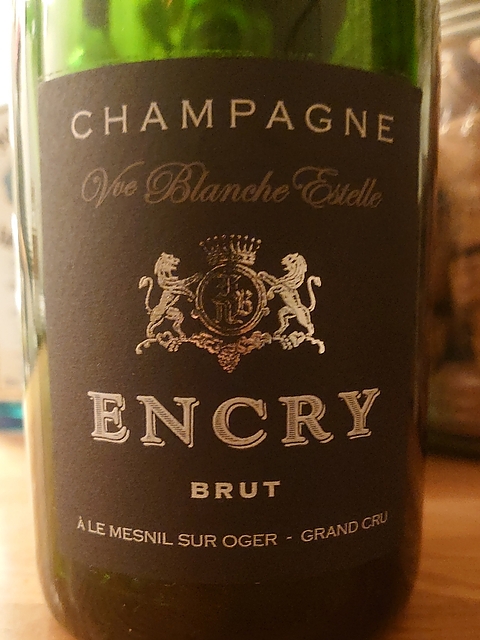 CHAMPAGNE
Vve Blanche Estelle
ENCRY
BRUT
À LE MESNIL SUR OGER - GRAND CRU